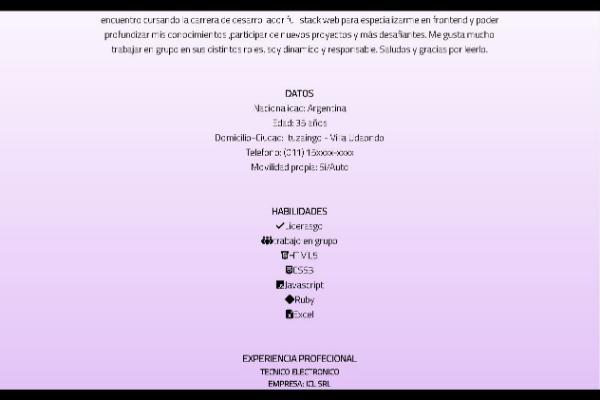 encuentro cursando la carrera de desarrollador full stack web para especializarme en frontend y poder
profundizar mis conocimientos ,participar de nuevos proyectos y más desafiantes. Me gusta mucho
trabajar en grupo en sus distintos roles, soy dinamico y responsable. Saludos y gracias por leerlo.
DATOS
Nacionalidad: Argentina
Edad: 35 años
Domicilio-Ciudad: Ituzaingo - Villa Udaondo
Telefono: (011) 15xxxx-xxxx
Movilidad propia: Si/Auto
HABILIDADES
Liderasgo
trabajo en grupo
HTML5
CSS3
Javascript
Ruby
Excel
EXPERIENCIA PROFECIONAL
TECNICO ELECTRONICO
EMPRESA: ICL SRL